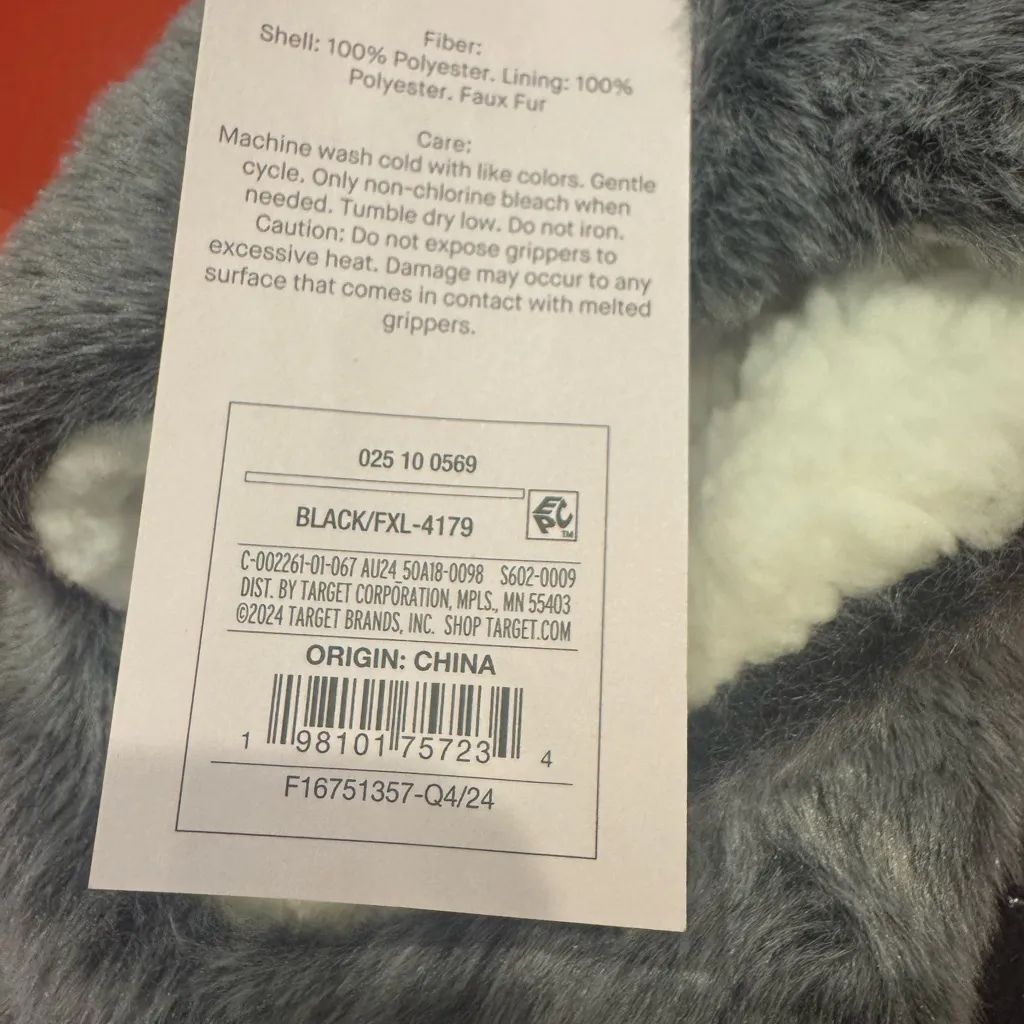 Fiber:
Shell: 100% Polyester. Lining: 100%
Polyester. Faux Fur
Care:
Machine wash cold with like colors. Gentle
cycle. Only non-chlorine bleach when
needed. Tumble dry low. Do not iron.
Caution: Do not expose grippers to
excessive heat. Damage may occur to any
surface that comes in contact with melted
grippers.
025 10 0569
EPC TM
BLACK/FXL-4179
C-002261-01-067 AU24 50A18-0098 S602-0009
DIST. BY TARGET CORPORATION, MPLS., MN 55403
©2024 TARGET BRANDS, INC. SHOP TARGET.COM
ORIGIN: CHINA
1 98101 75723 4
F16751357-Q4/24